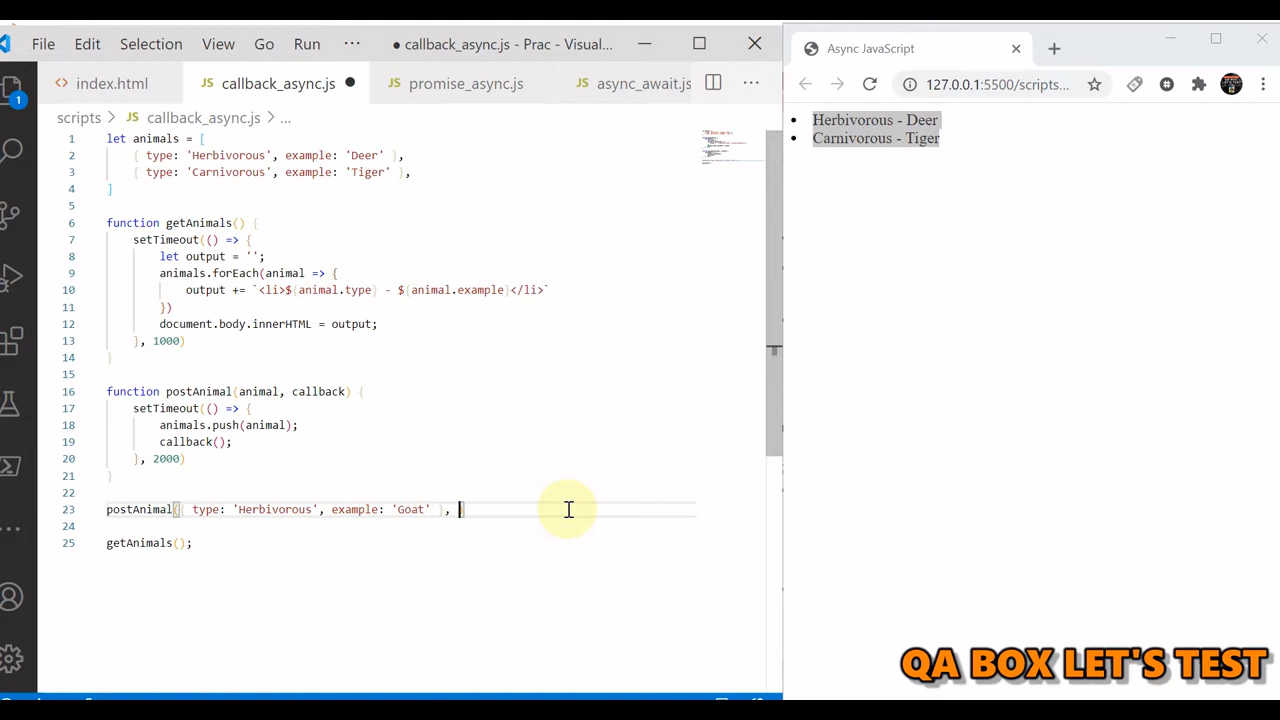 File Edit Selection View Go Run ··· ● callback_async.js - Prac - Visual...
index.html JS callback_async.js ● JS promise_async.js JS async_await.js ···
scripts > JS callback_async.js > ...
1 let animals = [
2 { type: 'Herbivorous', example: 'Deer' },
3 { type: 'Carnivorous', example: 'Tiger' },
4 ]
5
6 function getAnimals() {
7 setTimeout(() => {
8 let output = '';
9 animals.forEach(animal => {
10 output += `<li>${animal.type} - ${animal.example}</li>`
11 })
12 document.body.innerHTML = output;
13 }, 1000)
14 }
15
16 function postAnimal(animal, callback) {
17 setTimeout(() => {
18 animals.push(animal);
19 callback();
20 }, 2000)
21 }
22
23 postAnimal({ type: 'Herbivorous', example: 'Goat' }, )
24
25 getAnimals();
1
Async JavaScript
127.0.0.1:5500/scripts...
• Herbivorous - Deer
• Carnivorous - Tiger
QA BOX LET'S TEST